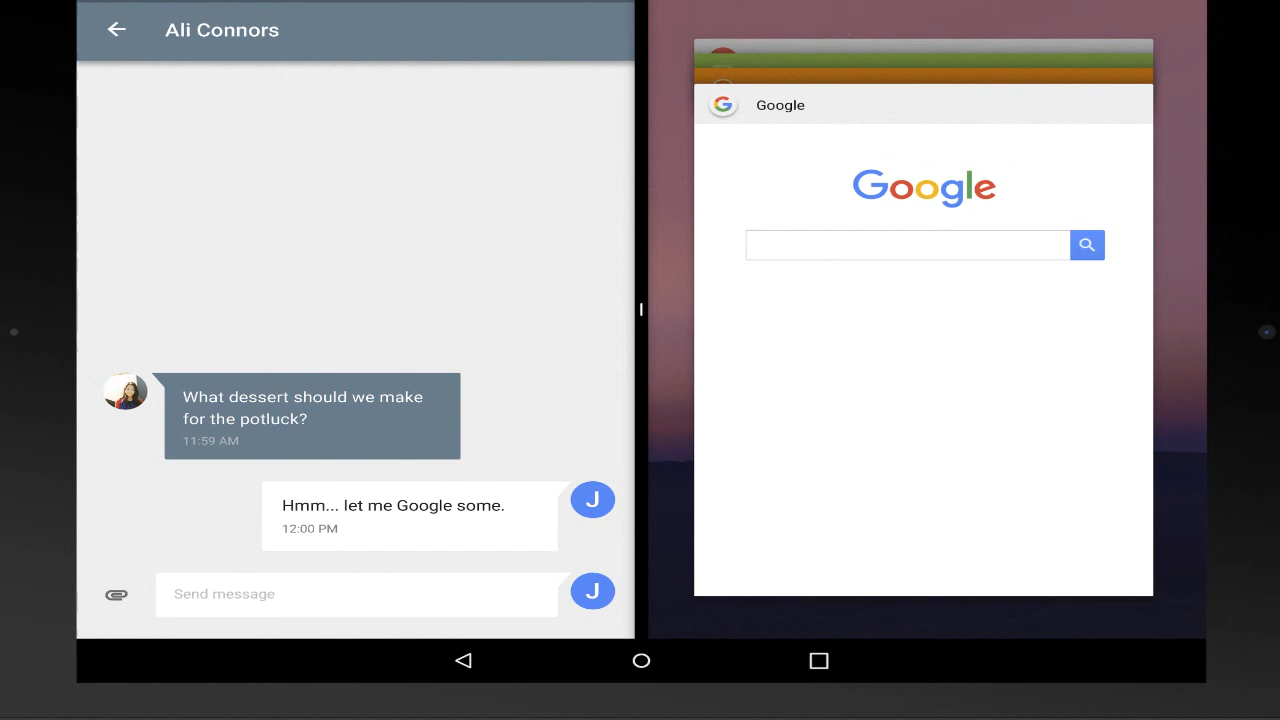 Ali Connors
What dessert should we make
for the potluck?
11:59 AM
Hmm... let me Google some.
12:00 PM
J
Send message
J
Google
Google